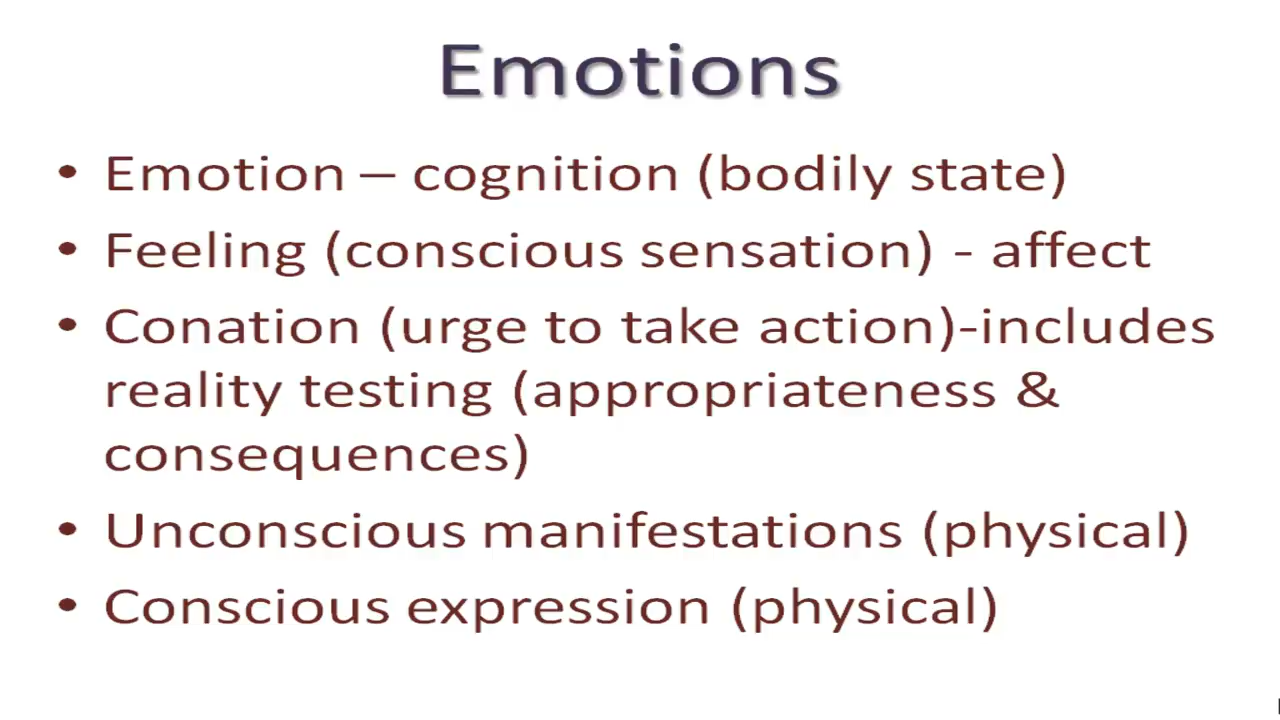 Emotions
• Emotion – cognition (bodily state)
• Feeling (conscious sensation) - affect
• Conation (urge to take action)-includes
reality testing (appropriateness &
consequences)
• Unconscious manifestations (physical)
• Conscious expression (physical)